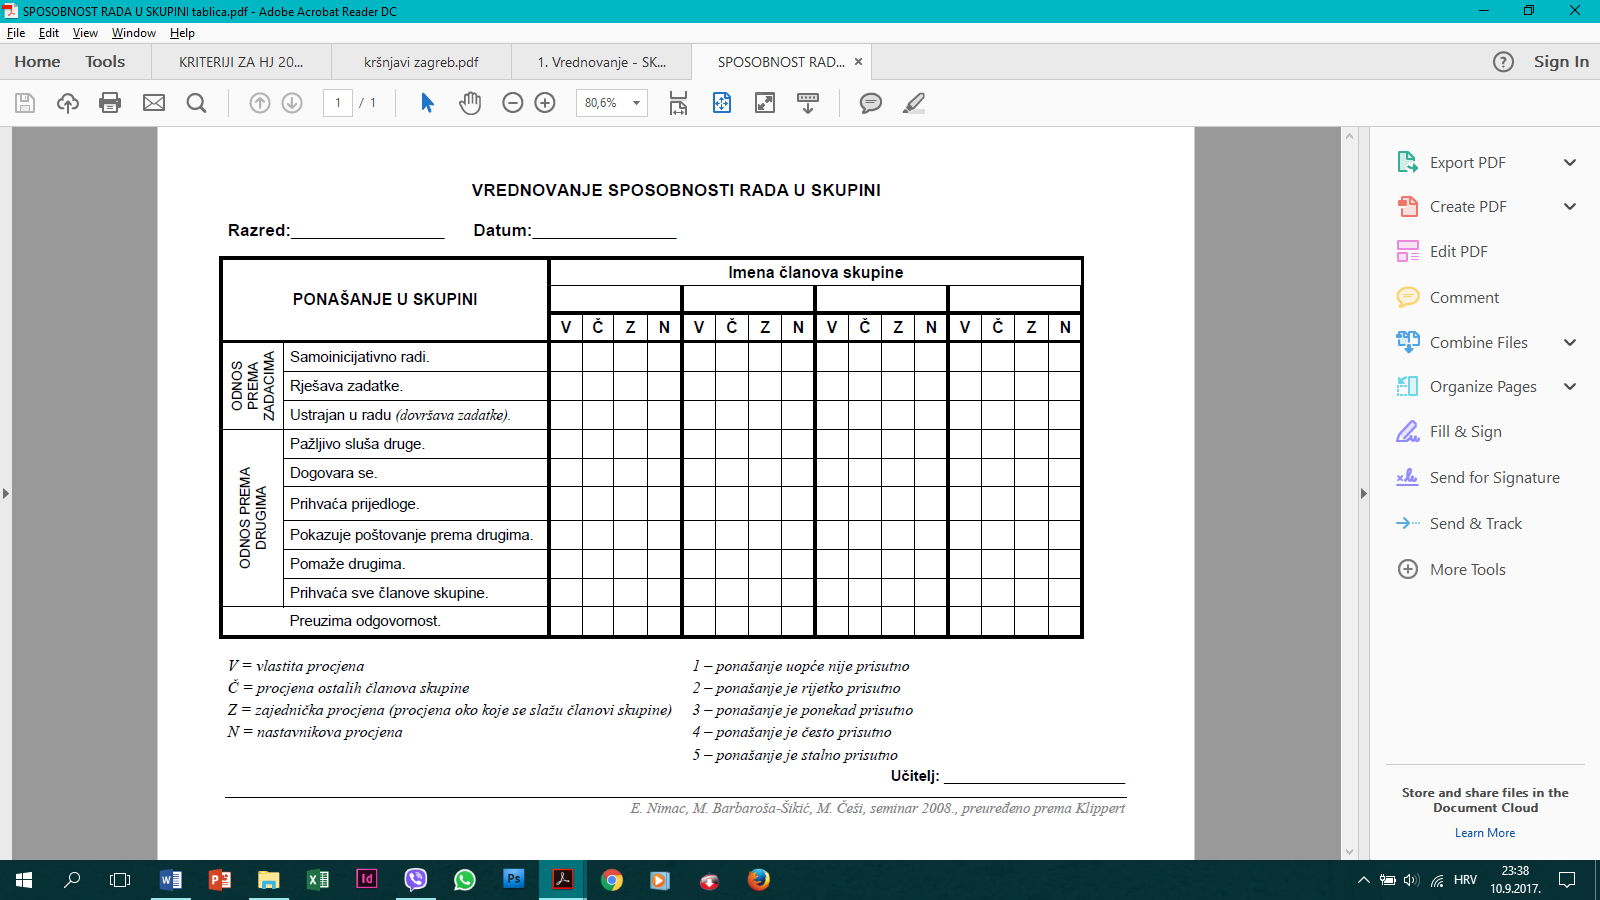 SPOSOBNOST RADA U SKUPINI tablica.pdf - Adobe Acrobat Reader DC
File Edit View Window Help
Home Tools KRITERIJI ZA HJ 20... kršnjavi zagreb.pdf 1. Vrednovanje - SK... SPOSOBNOST RAD... × ? Sign In
1 / 1 80,6%
VREDNOVANJE SPOSOBNOSTI RADA U SKUPINI
Razred:_________________ Datum:________________
PONAŠANJE U SKUPINI
Imena članova skupine
V Č Z N V Č Z N V Č Z N V Č Z N
ODNOS PREMA ZADACIMA
Samoinicijativno radi.
Rješava zadatke.
Ustrajan u radu (dovršava zadatke).
ODNOS PREMA DRUGIMA
Pažljivo sluša druge.
Dogovara se.
Prihvaća prijedloge.
Pokazuje poštovanje prema drugima.
Pomaže drugima.
Prihvaća sve članove skupine.
Preuzima odgovornost.
V = vlastita procjena
Č = procjena ostalih članova skupine
Z = zajednička procjena (procjena oko koje se slažu članovi skupine)
N = nastavnikova procjena
1 – ponašanje uopće nije prisutno
2 – ponašanje je rijetko prisutno
3 – ponašanje je ponekad prisutno
4 – ponašanje je često prisutno
5 – ponašanje je stalno prisutno
Učitelj: ______________________
E. Nimac, M. Barbaroša-Šikić, M. Češi, seminar 2008., preuređeno prema Klippert
Export PDF
Create PDF
Edit PDF
Comment
Combine Files
Organize Pages
Fill & Sign
Send for Signature
Send & Track
More Tools
Store and share files in the
Document Cloud
Learn More
HRV
23:38
10.9.2017.